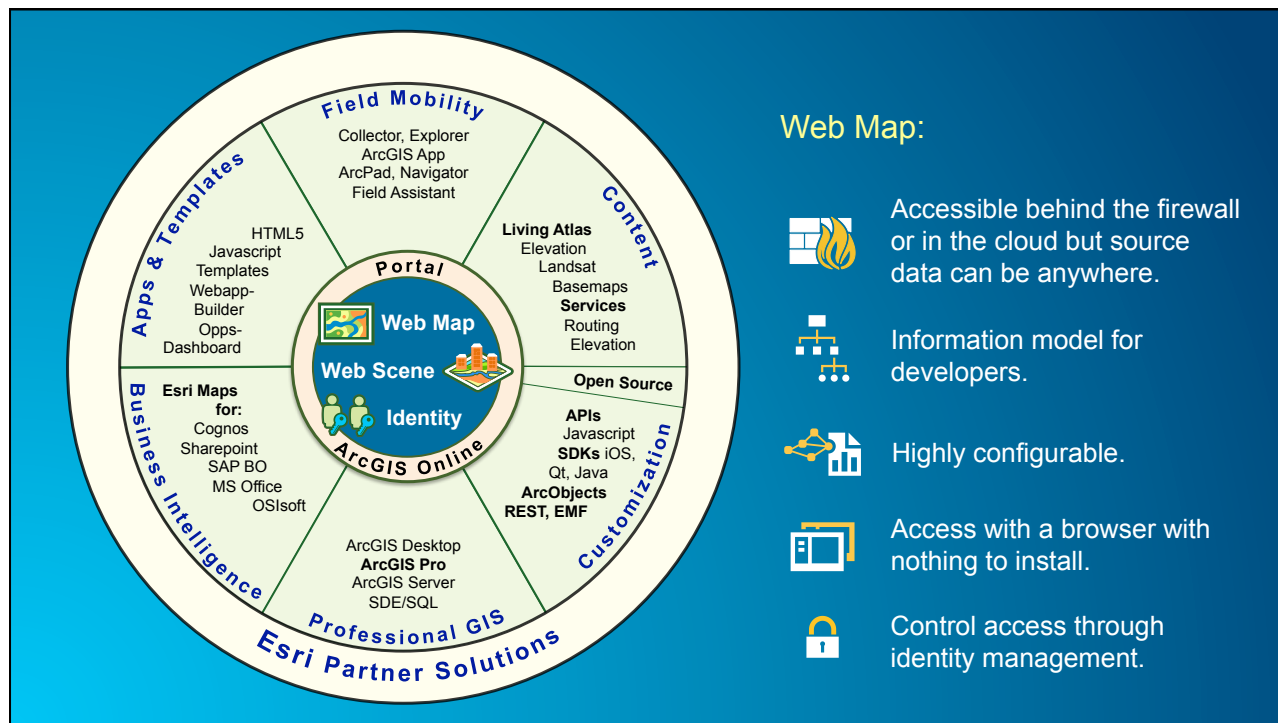 Field Mobility
Collector, Explorer
ArcGIS App
ArcPad, Navigator
Field Assistant
Content
Living Atlas
Elevation
Landsat
Basemaps
Services
Routing
Elevation
Open Source
Customization
APIs
Javascript
SDKs iOS,
Qt, Java
ArcObjects
REST, EMF
Professional GIS
ArcGIS Desktop
ArcGIS Pro
ArcGIS Server
SDE/SQL
Business Intelligence
Esri Maps
for:
Cognos
Sharepoint
SAP BO
MS Office
OSIsoft
Apps & Templates
HTML5
Javascript
Templates
Webapp-
Builder
Opps-
Dashboard
Portal
Web Map
Web Scene
Identity
ArcGIS Online
Esri Partner Solutions
Web Map:
Accessible behind the firewall
or in the cloud but source
data can be anywhere.
Information model for
developers.
Highly configurable.
Access with a browser with
nothing to install.
Control access through
identity management.